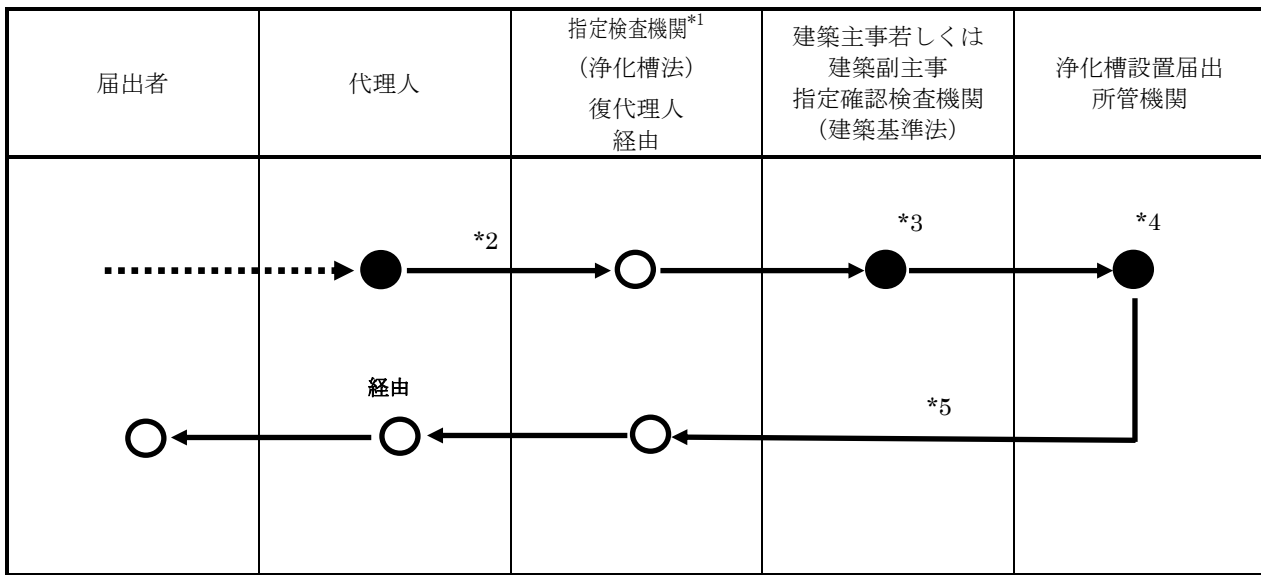 届出者
代理人
指定検査機関*1
（浄化槽法）
復代理人
経由
建築主事若しくは
建築副主事
指定確認検査機関
（建築基準法）
浄化槽設置届出
所管機関
*2
*3
*4
経由
*5